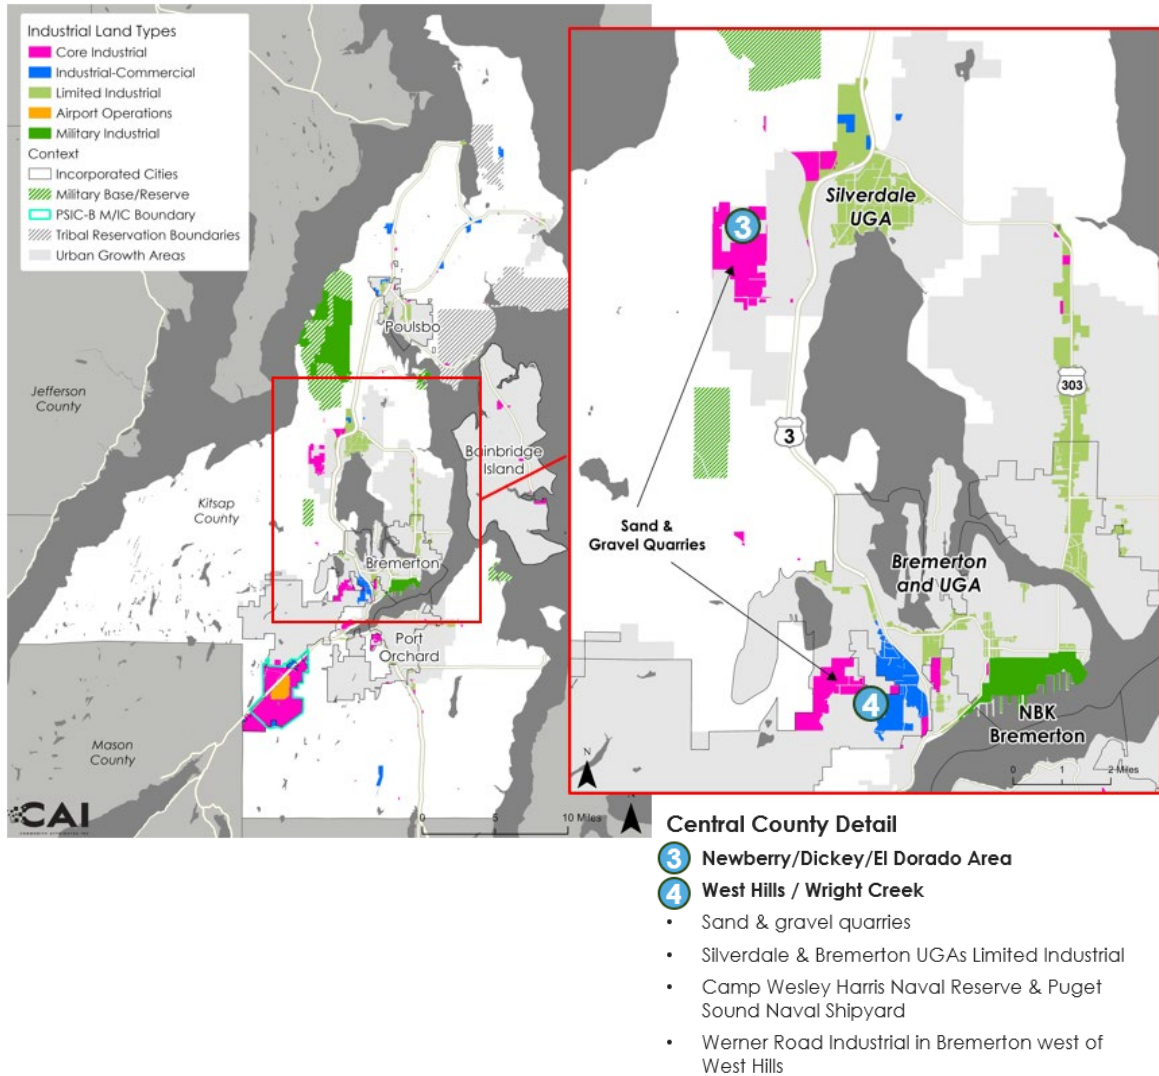 Industrial Land Types
Core Industrial
Industrial-Commercial
Limited Industrial
Airport Operations
Military Industrial
Context
Incorporated Cities
Military Base/Reserve
PSIC-B M/IC Boundary
Tribal Reservation Boundaries
Urban Growth Areas
Poulsbo
Jefferson
County
Bainbridge
Island
Kitsap
County
Bremerton
Port
Orchard
Mason
County
CAI
0 5 10 Miles
N
Silverdale
UGA
3
303
3
Sand &
Gravel Quarries
Bremerton
and UGA
4
NBK
Bremerton
N
0 1 2 Miles
Central County Detail
3 Newberry/Dickey/El Dorado Area
4 West Hills / Wright Creek
• Sand & gravel quarries
• Silverdale & Bremerton UGAs Limited Industrial
• Camp Wesley Harris Naval Reserve & Puget
Sound Naval Shipyard
• Werner Road Industrial in Bremerton west of
West Hills